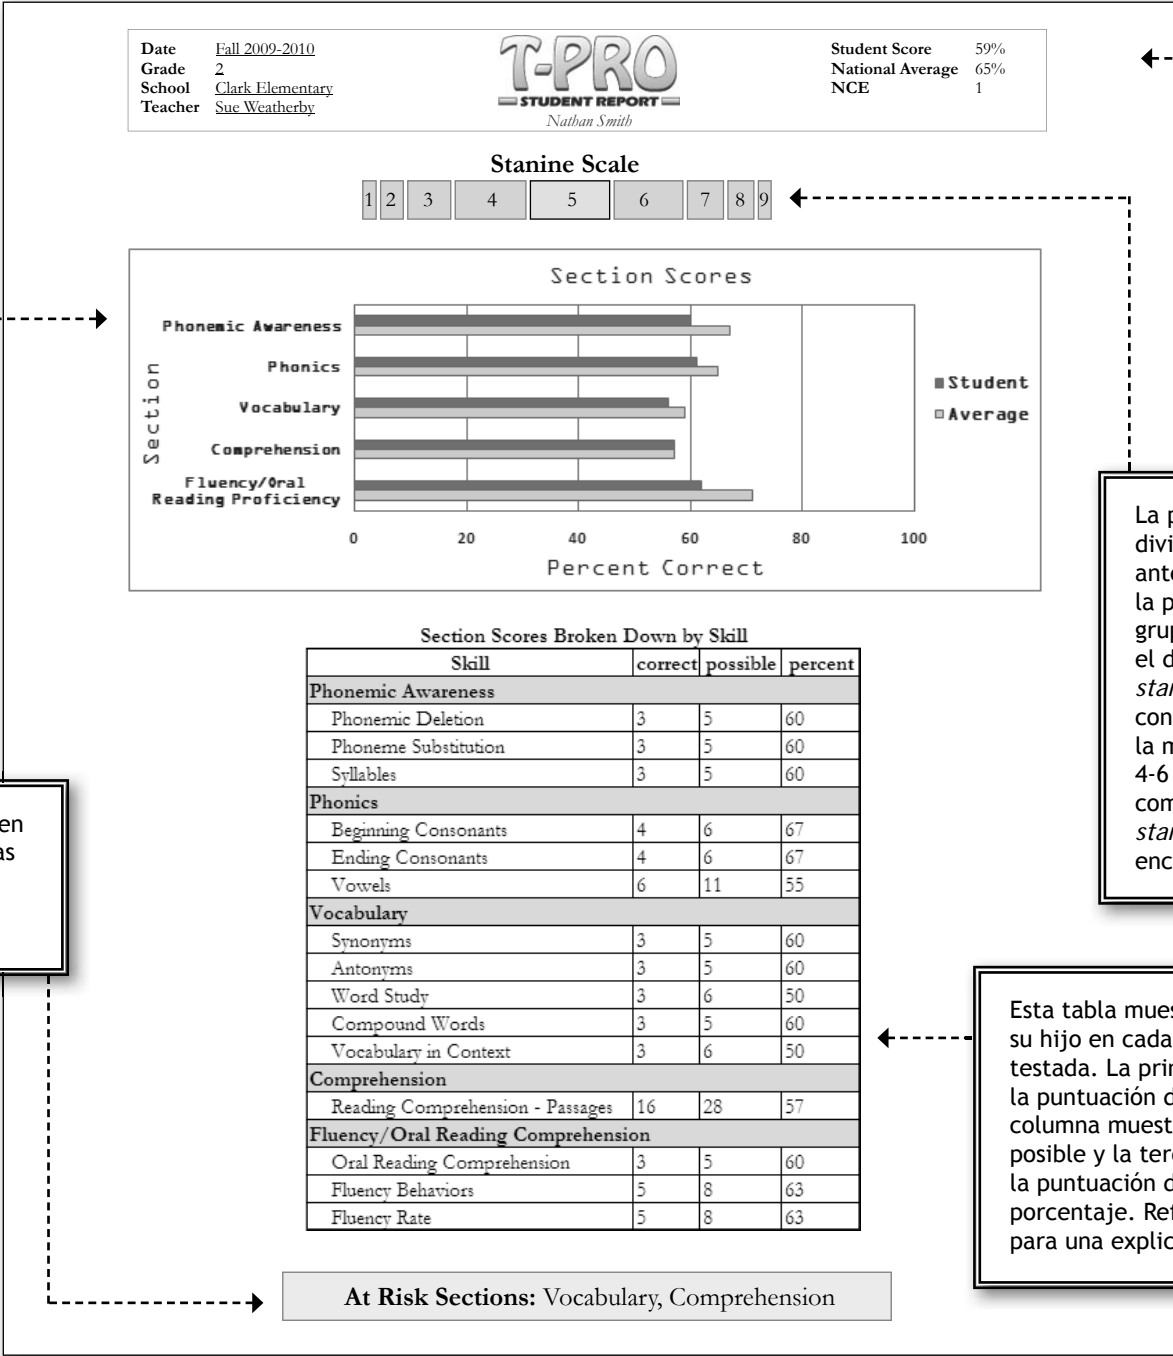 Date Fall 2009-2010
Grade 2
School Clark Elementary
Teacher Sue Weatherby
T-PRO
STUDENT REPORT
Nathan Smith
Student Score 59%
National Average 65%
NCE 1
Stanine Scale
1 2 3 4 5 6 7 8 9
Section Scores
Section
Phonemic Awareness
Phonics
Vocabulary
Comprehension
Fluency/Oral
Reading Proficiency
0 20 40 60 80 100
Percent Correct
Student
Average
Section Scores Broken Down by Skill
Skill correct possible percent
Phonemic Awareness
Phonemic Deletion 3 5 60
Phoneme Substitution 3 5 60
Syllables 3 5 60
Phonics
Beginning Consonants 4 6 67
Ending Consonants 4 6 67
Vowels 6 11 55
Vocabulary
Synonyms 3 5 60
Antonyms 3 5 60
Word Study 3 6 50
Compound Words 3 5 60
Vocabulary in Context 3 6 50
Comprehension
Reading Comprehension - Passages 16 28 57
Fluency/Oral Reading Comprehension
Oral Reading Comprehension 3 5 60
Fluency Behaviors 5 8 63
Fluency Rate 5 8 63
At Risk Sections: Vocabulary, Comprehension
en
La
la
el
la
4-6
Esta tabla
su hijo en cada
testada. La
la puntuación
columna
posible y la
la puntuación
porcentaje.
para una